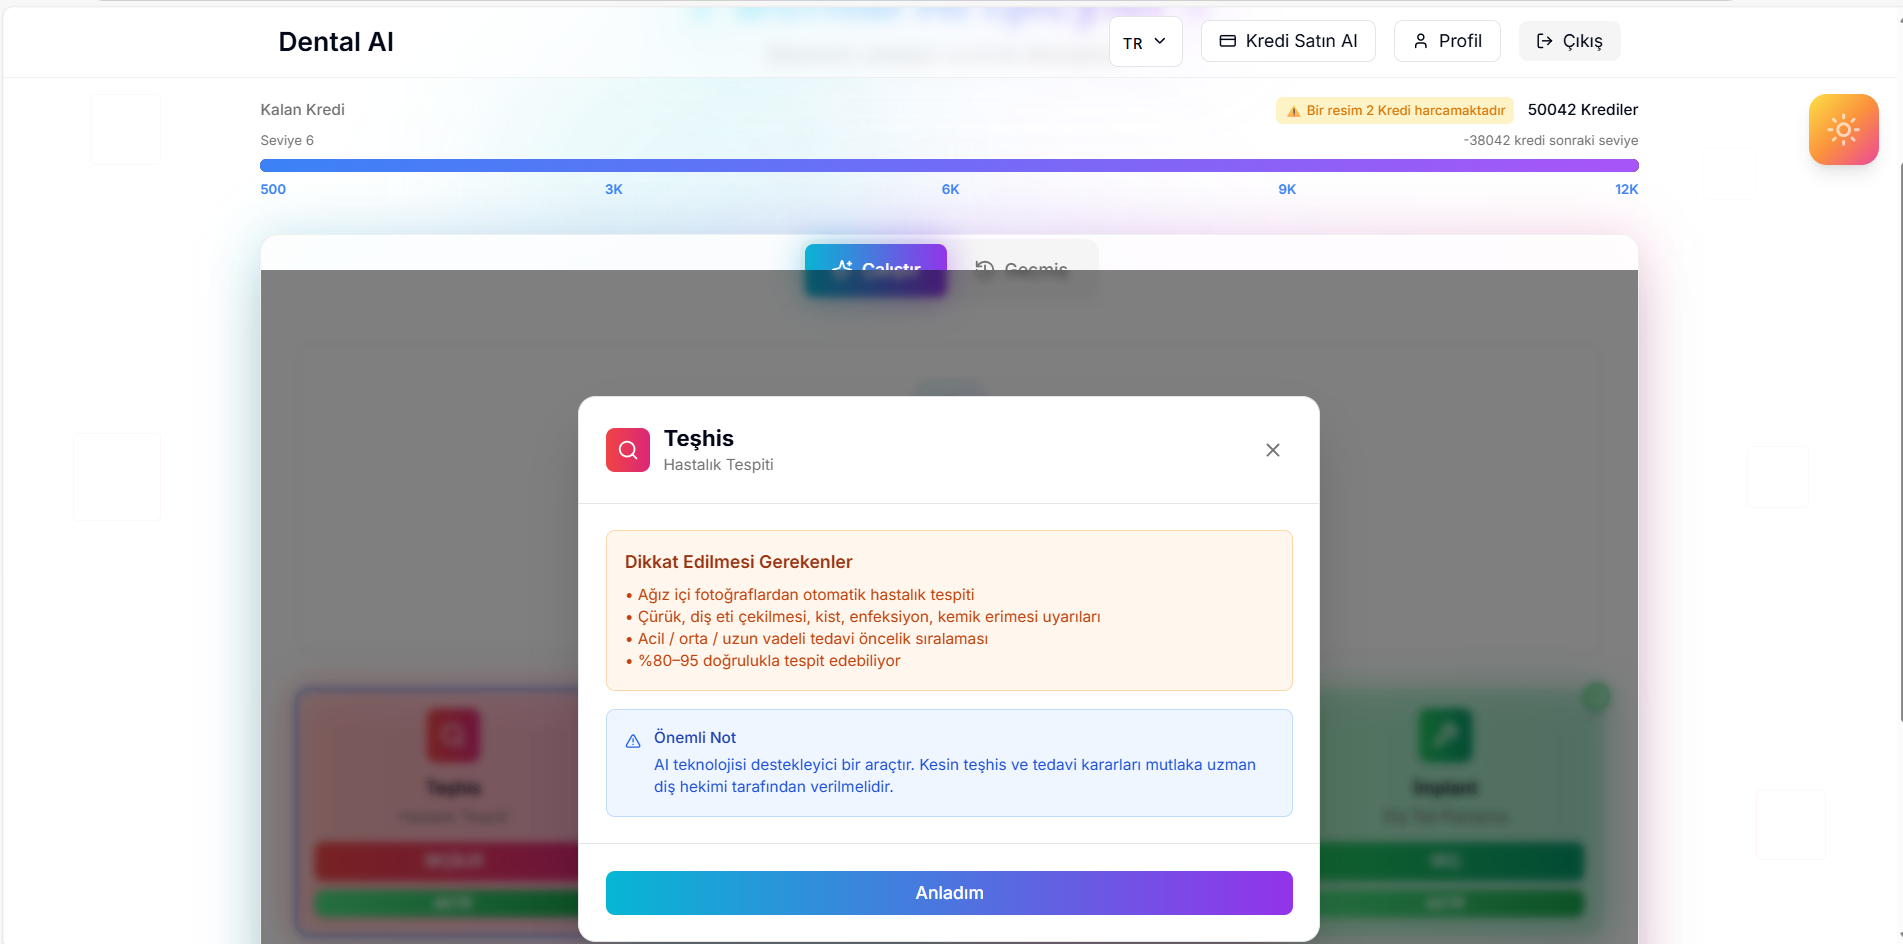 Dental AI
TR
Kredi Satın Al
Profil
Çıkış
Kalan Kredi
Bir resim 2 Kredi harcamaktadır
50042 Krediler
Seviye 6
-38042 kredi sonraki seviye
500
3K
6K
9K
12K
Çalıştır
Geçmiş
Teşhis
Hastalık Tespiti
Dikkat Edilmesi Gerekenler
• Ağız içi fotoğraflardan otomatik hastalık tespiti
• Çürük, diş eti çekilmesi, kist, enfeksiyon, kemik erimesi uyarıları
• Acil / orta / uzun vadeli tedavi öncelik sıralaması
• %80–95 doğrulukla tespit edebiliyor
Önemli Not
AI teknolojisi destekleyici bir araçtır. Kesin teşhis ve tedavi kararları mutlaka uzman
diş hekimi tarafından verilmelidir.
Teşhis
İmplant
Anladım